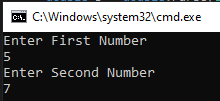 C:\Windows\system32\cmd.exe
Enter First Number
5
Enter Second Number
7